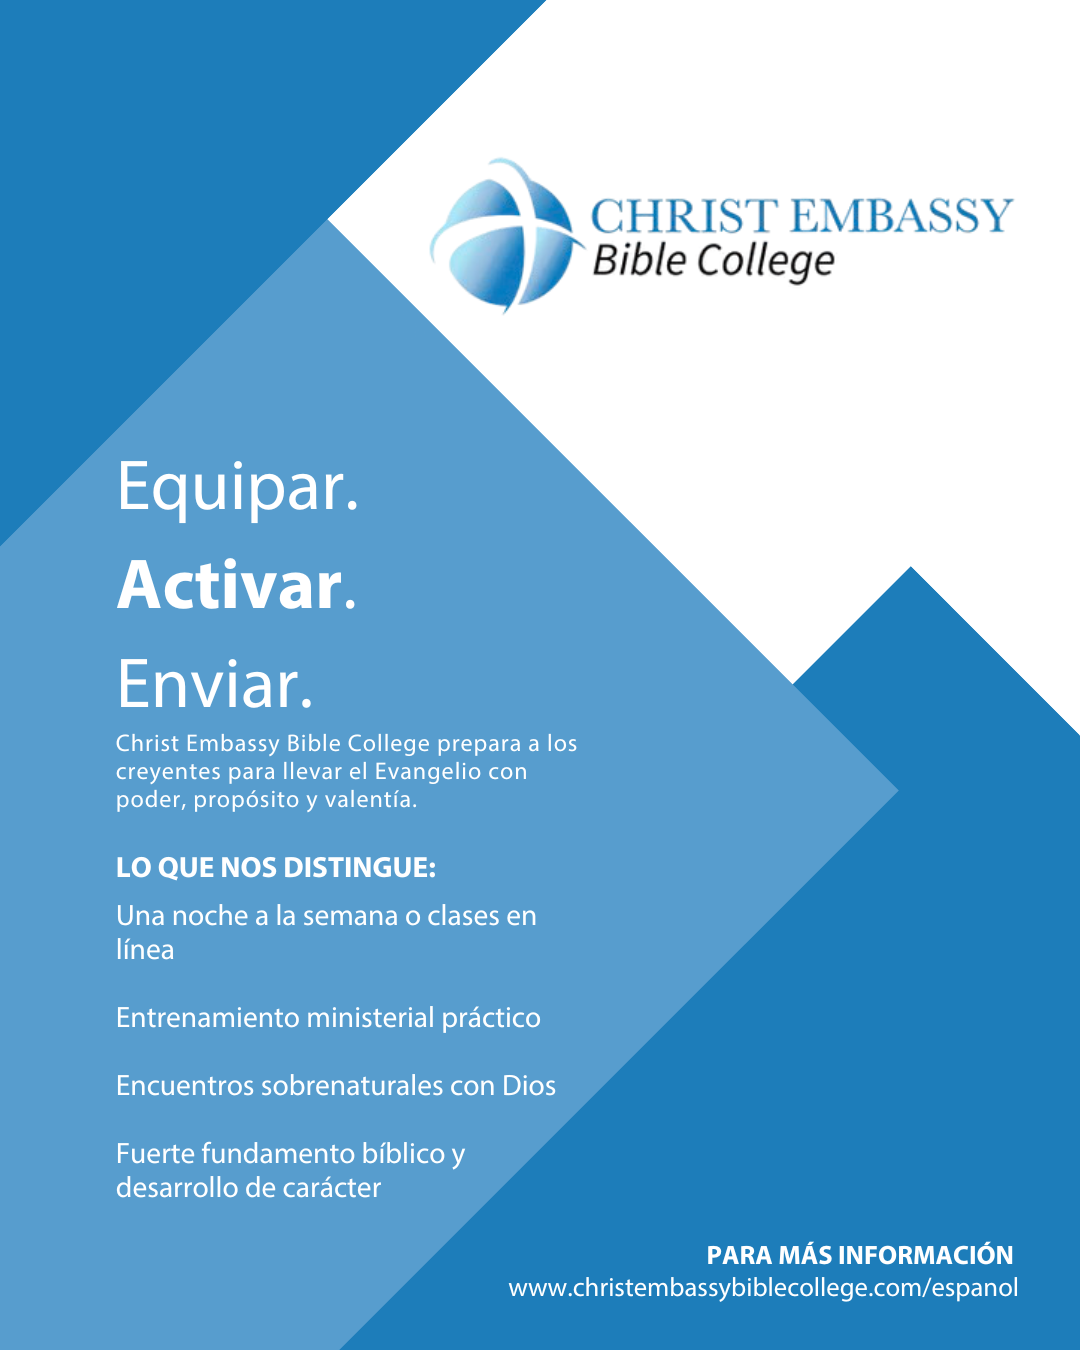 CHRIST EMBASSY
Bible College
Equipar.
Activar.
Enviar.
Christ Embassy Bible College prepara a los
creyentes para llevar el Evangelio con
poder, propósito y valentía.
LO QUE NOS DISTINGUE:
Una noche a la semana o clases en
línea
Entrenamiento ministerial práctico
Encuentros sobrenaturales con Dios
Fuerte fundamento bíblico y
desarrollo de carácter
PARA MÁS INFORMACIÓN
www.christembassybiblecollege.com/espanol